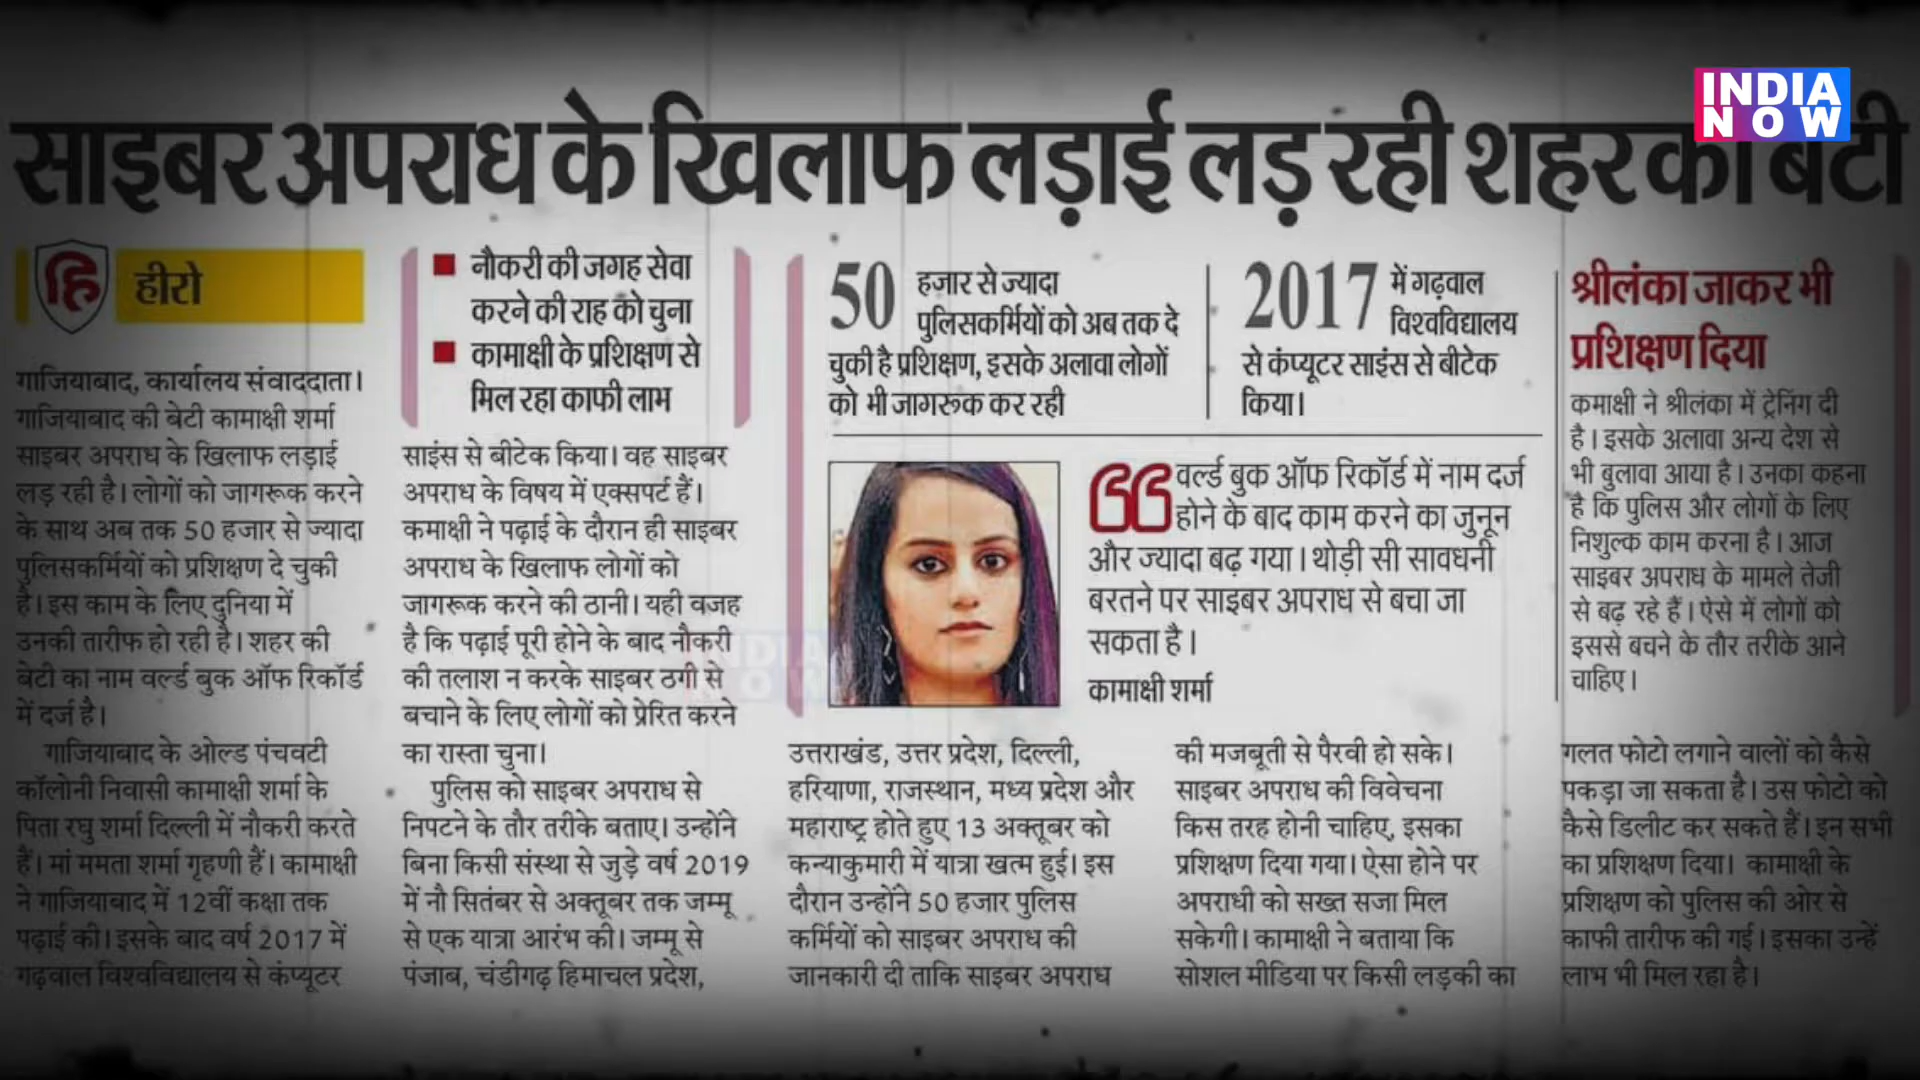 INDIA
NOW
साइबर अपराध के खिलाफ लड़ाई लड़ रही शहर की बेटी
हि हीरो
गाजियाबाद, कार्यालय संवाददाता।
गाजियाबाद की बेटी कामाक्षी शर्मा
साइबर अपराध के खिलाफ लड़ाई
लड़ रही है। लोगों को जागरूक करने
के साथ अब तक 50 हजार से ज्यादा
पुलिसकर्मियों को प्रशिक्षण दे चुकी
है। इस काम के लिए दुनिया में
उनकी तारीफ हो रही है। शहर की
बेटी का नाम वर्ल्ड बुक ऑफ रिकॉर्ड
में दर्ज है।
गाजियाबाद के ओल्ड पंचवटी
कॉलोनी निवासी कामाक्षी शर्मा के
पिता रघु शर्मा दिल्ली में नौकरी करते
हैं। मां ममता शर्मा गृहणी हैं। कामाक्षी
ने गाजियाबाद में 12वीं कक्षा तक
पढ़ाई की। इसके बाद वर्ष 2017 में
गढ़वाल विश्वविद्यालय से कंप्यूटर
नौकरी की जगह सेवा
करने की राह को चुना
कामाक्षी के प्रशिक्षण से
मिल रहा काफी लाभ
साइंस से बीटेक किया। वह साइबर
अपराध के विषय में एक्सपर्ट हैं।
कमाक्षी ने पढ़ाई के दौरान ही साइबर
अपराध के खिलाफ लोगों को
जागरूक करने की ठानी। यही वजह
है कि पढ़ाई पूरी होने के बाद नौकरी
की तलाश न करके साइबर ठगी से
बचाने के लिए लोगों को प्रेरित करने
का रास्ता चुना।
पुलिस को साइबर अपराध से
निपटने के तौर तरीके बताए। उन्होंने
बिना किसी संस्था से जुड़े वर्ष 2019
में नौ सितंबर से अक्तूबर तक जम्मू
से एक यात्रा आरंभ की। जम्मू से
पंजाब, चंडीगढ़ हिमाचल प्रदेश,
50 हजार से ज्यादा
पुलिसकर्मियों को अब तक दे
चुकी है प्रशिक्षण, इसके अलावा लोगों
को भी जागरूक कर रही
2017 में गढ़वाल
विश्वविद्यालय
से कंप्यूटर साइंस से बीटेक
किया।
वर्ल्ड बुक ऑफ रिकॉर्ड में नाम दर्ज
होने के बाद काम करने का जुनून
और ज्यादा बढ़ गया। थोड़ी सी सावधनी
बरतने पर साइबर अपराध से बचा जा
सकता है।
कामाक्षी शर्मा
INDIA
NOW
उत्तराखंड, उत्तर प्रदेश, दिल्ली,
हरियाणा, राजस्थान, मध्य प्रदेश और
महाराष्ट्र होते हुए 13 अक्तूबर को
कन्याकुमारी में यात्रा खत्म हुई। इस
दौरान उन्होंने 50 हजार पुलिस
कर्मियों को साइबर अपराध की
जानकारी दी ताकि साइबर अपराध
की मजबूती से पैरवी हो सके।
साइबर अपराध की विवेचना
किस तरह होनी चाहिए, इसका
प्रशिक्षण दिया गया। ऐसा होने पर
अपराधी को सख्त सजा मिल
सकेगी। कामाक्षी ने बताया कि
सोशल मीडिया पर किसी लड़की का
श्रीलंका जाकर भी
प्रशिक्षण दिया
कमाक्षी ने श्रीलंका में ट्रेनिंग दी
है। इसके अलावा अन्य देश से
भी बुलावा आया है। उनका कहना
है कि पुलिस और लोगों के लिए
निशुल्क काम करना है। आज
साइबर अपराध के मामले तेजी
से बढ़ रहे हैं। ऐसे में लोगों को
इससे बचने के तौर तरीके आने
चाहिए।
गलत फोटो लगाने वालों को कैसे
पकड़ा जा सकता है। उस फोटो को
कैसे डिलीट कर सकते हैं। इन सभी
का प्रशिक्षण दिया। कामाक्षी के
प्रशिक्षण को पुलिस की ओर से
काफी तारीफ की गई। इसका उन्हें
लाभ भी मिल रहा है।